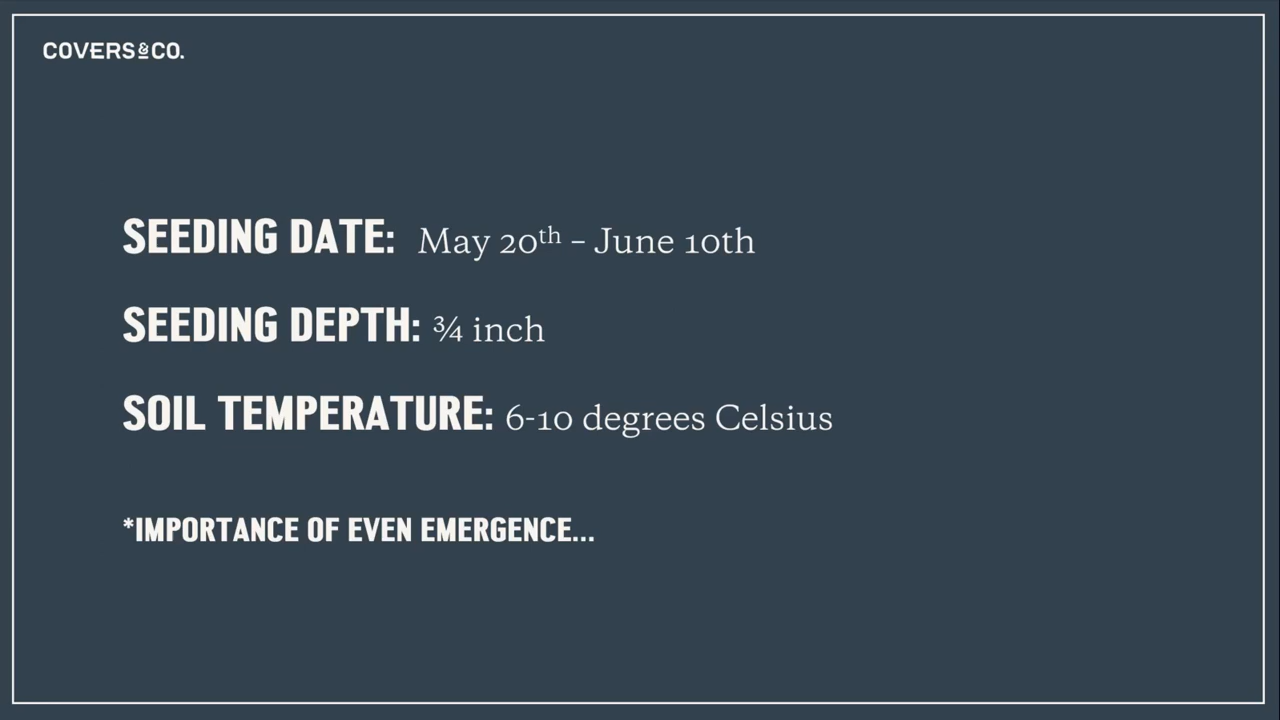 COVERS&CO.
SEEDING DATE: May 20th – June 10th
SEEDING DEPTH: ¾ inch
SOIL TEMPERATURE: 6-10 degrees Celsius
*IMPORTANCE OF EVEN EMERGENCE...